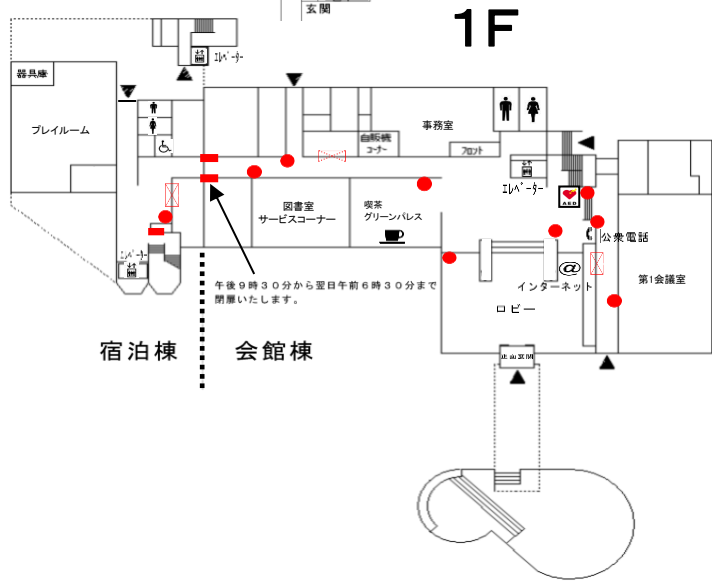 玄関
1F
エレベーター
器具庫
プレイルーム
自販機
コーナー
事務室
フロント
エレベーター
AED
図書室
サービスコーナー
喫茶
グリーンパレス
公衆電話
エレベーター
@
インターネット
第1会議室
午後9時30分から翌日午前6時30分まで
閉扉いたします。
ロビー
正面玄関
宿泊棟
会館棟